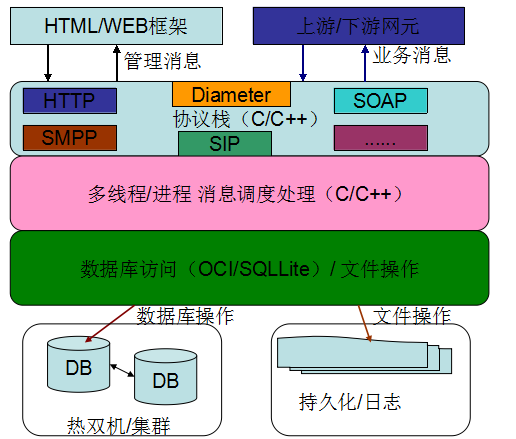 HTML/WEB框架
上游/下游网元
管理消息
业务消息
HTTP
Diameter
SOAP
协议栈（C/C++）
SMPP
SIP
......
多线程/进程 消息调度处理（C/C++）
数据库访问（OCI/SQLLite）/ 文件操作
数据库操作
文件操作
DB
DB
热双机/集群
持久化/日志